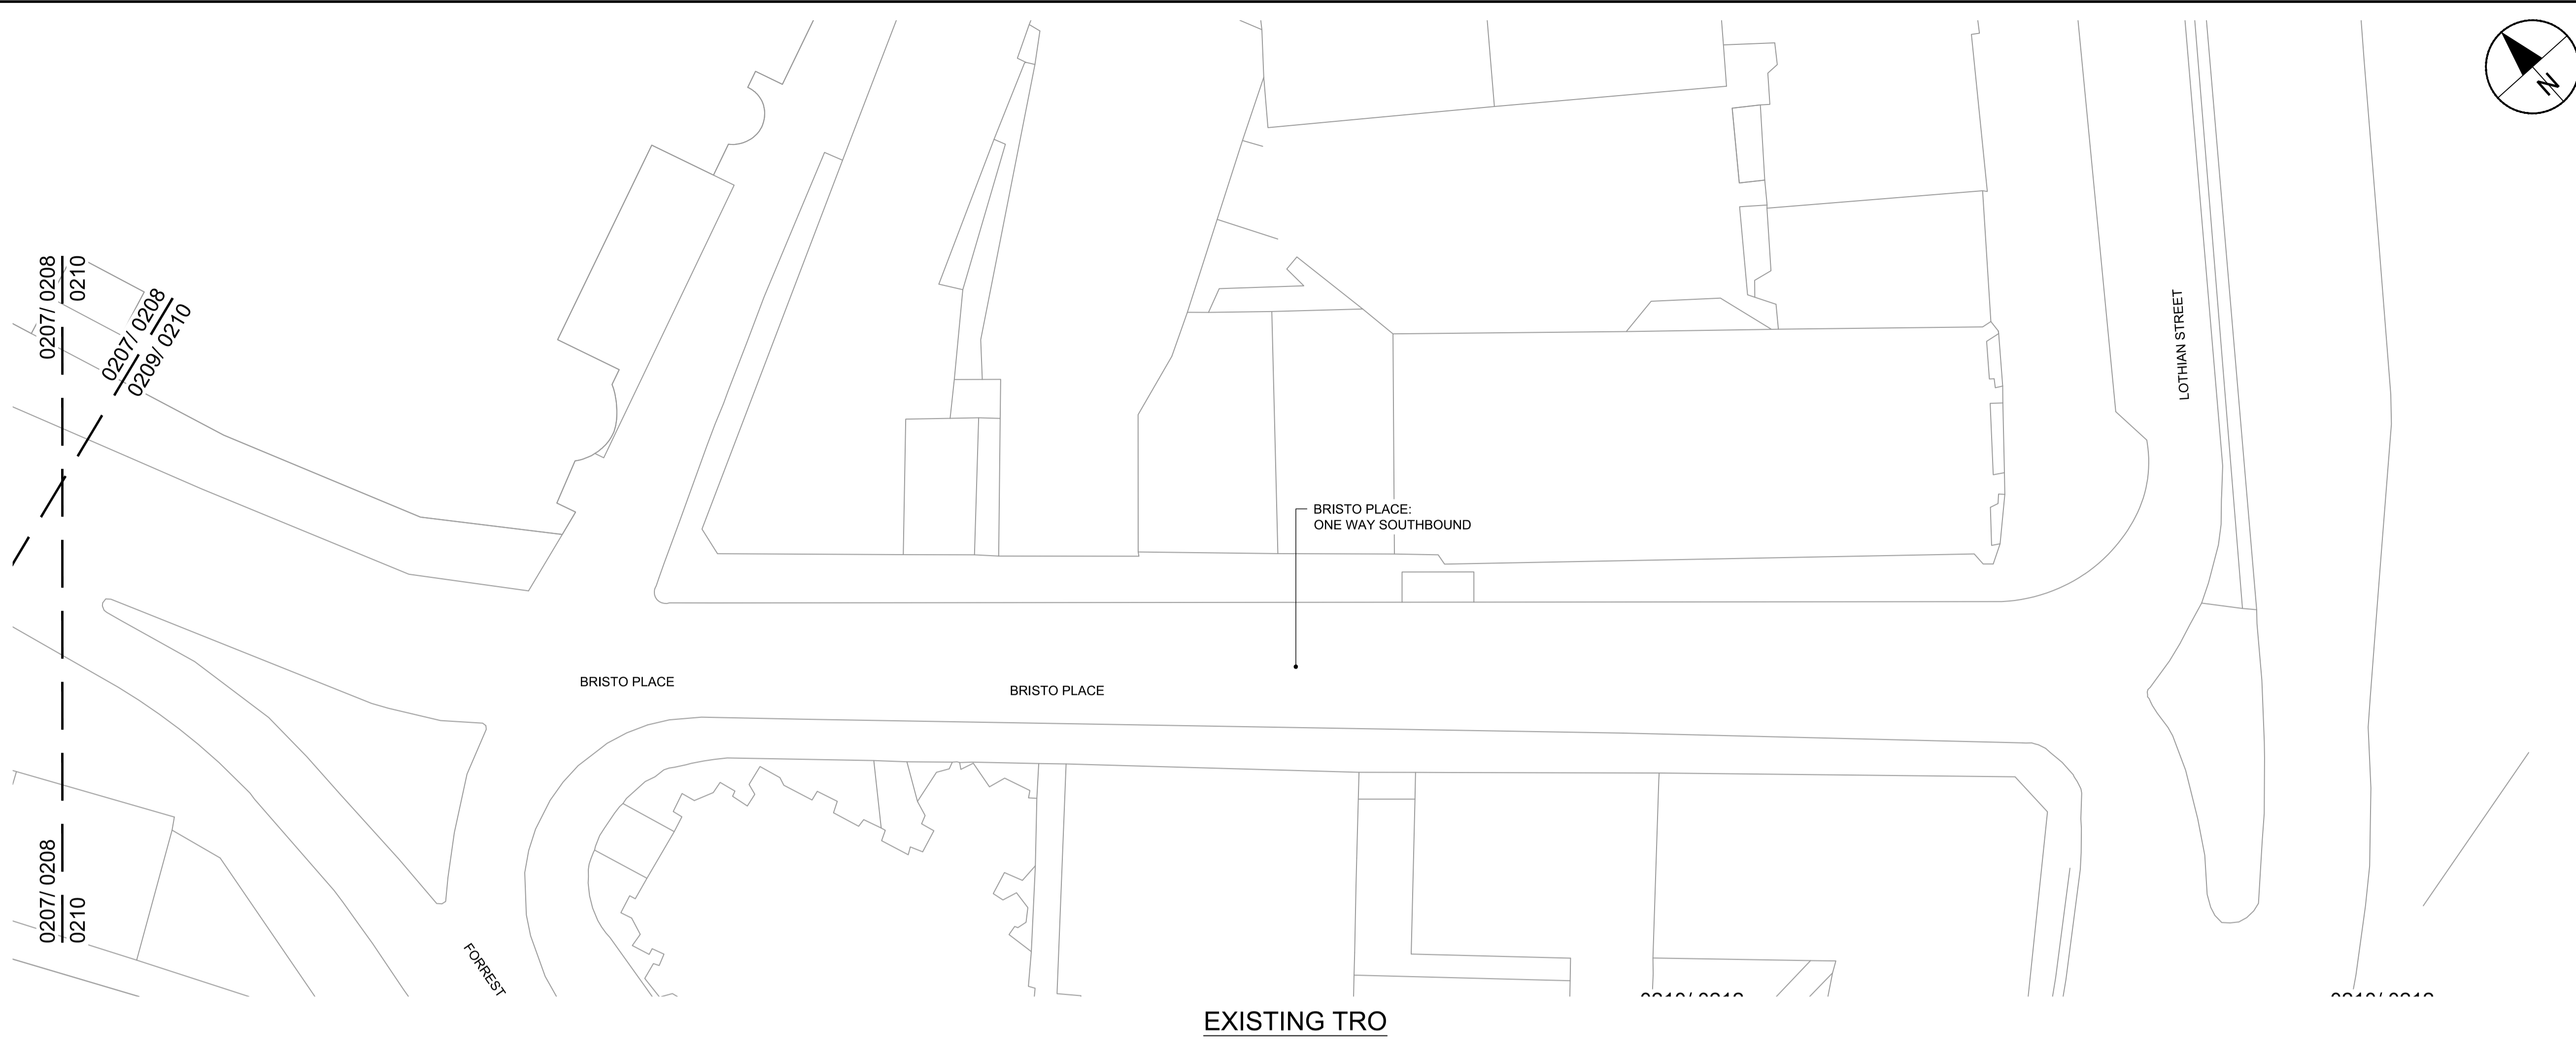 N
0207/ 0208
0210
0207/ 0208
0209/ 0210
LOTHIAN STREET
BRISTO PLACE:
ONE WAY SOUTHBOUND
BRISTO PLACE
BRISTO PLACE
0207/ 0208
0210
FORREST
EXISTING TRO